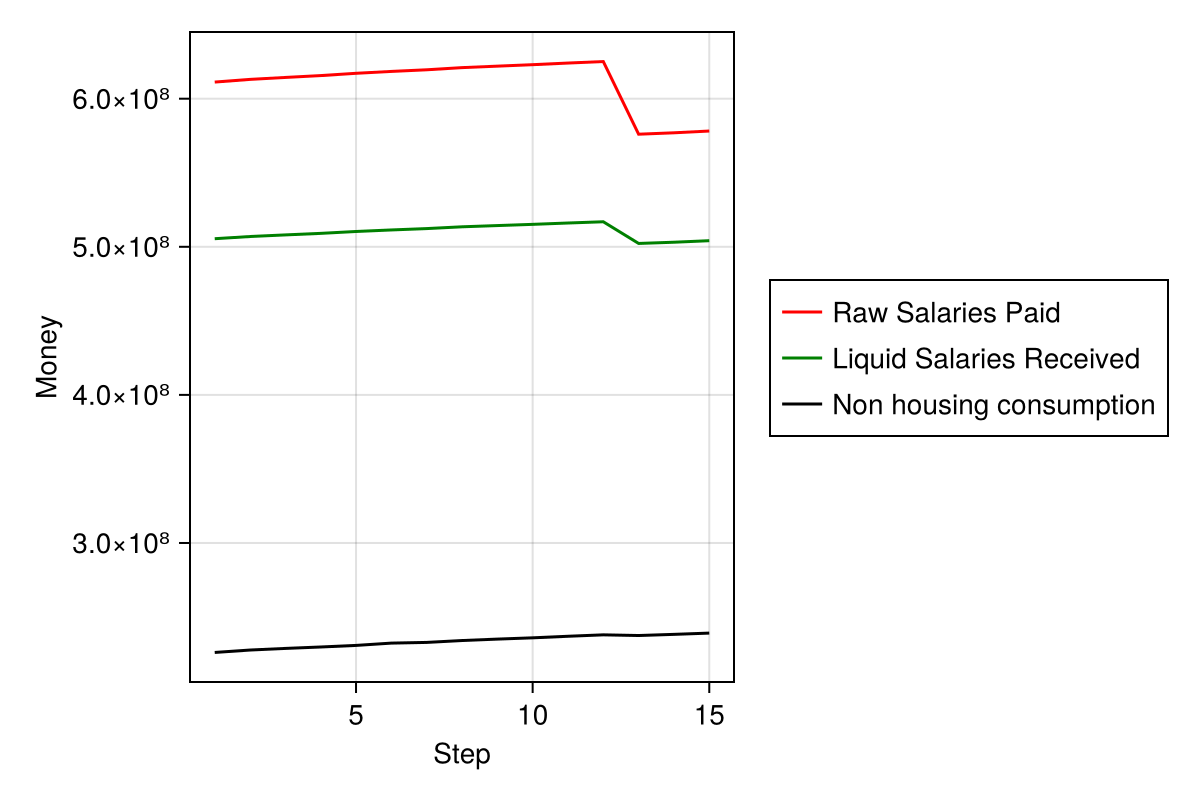 6.0×10⁸
5.0×10⁸
4.0×10⁸
3.0×10⁸
Money
5 10 15
Step
Raw Salaries Paid
Liquid Salaries Received
Non housing consumption